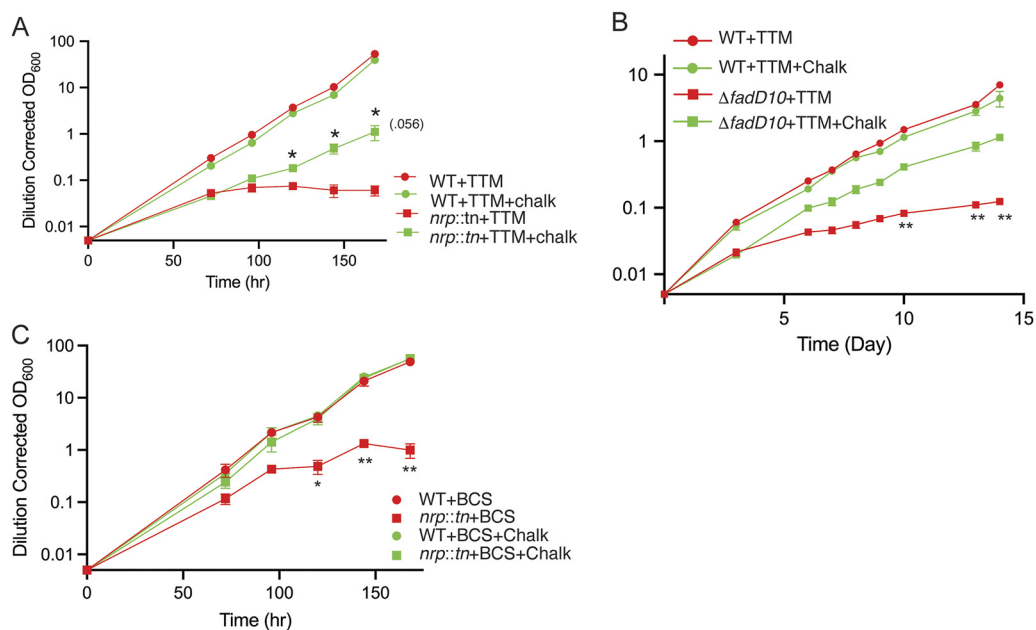 A
Dilution Corrected OD600
100
10
1
0.1
0.01
0
50
100
150
Time (hr)
*
*
*
(.056)
WT+TTM
WT+TTM+chalk
nrp::tn+TTM
nrp::tn+TTM+chalk
B
WT+TTM
WT+TTM+Chalk
ΔfadD10+TTM
ΔfadD10+TTM+Chalk
10
1
0.1
0.01
5
10
15
Time (Day)
**
**
**
C
Dilution Corrected OD600
100
10
1
0.1
0.01
0
50
100
150
Time (hr)
*
**
**
WT+BCS
nrp::tn+BCS
WT+BCS+Chalk
nrp::tn+BCS+Chalk